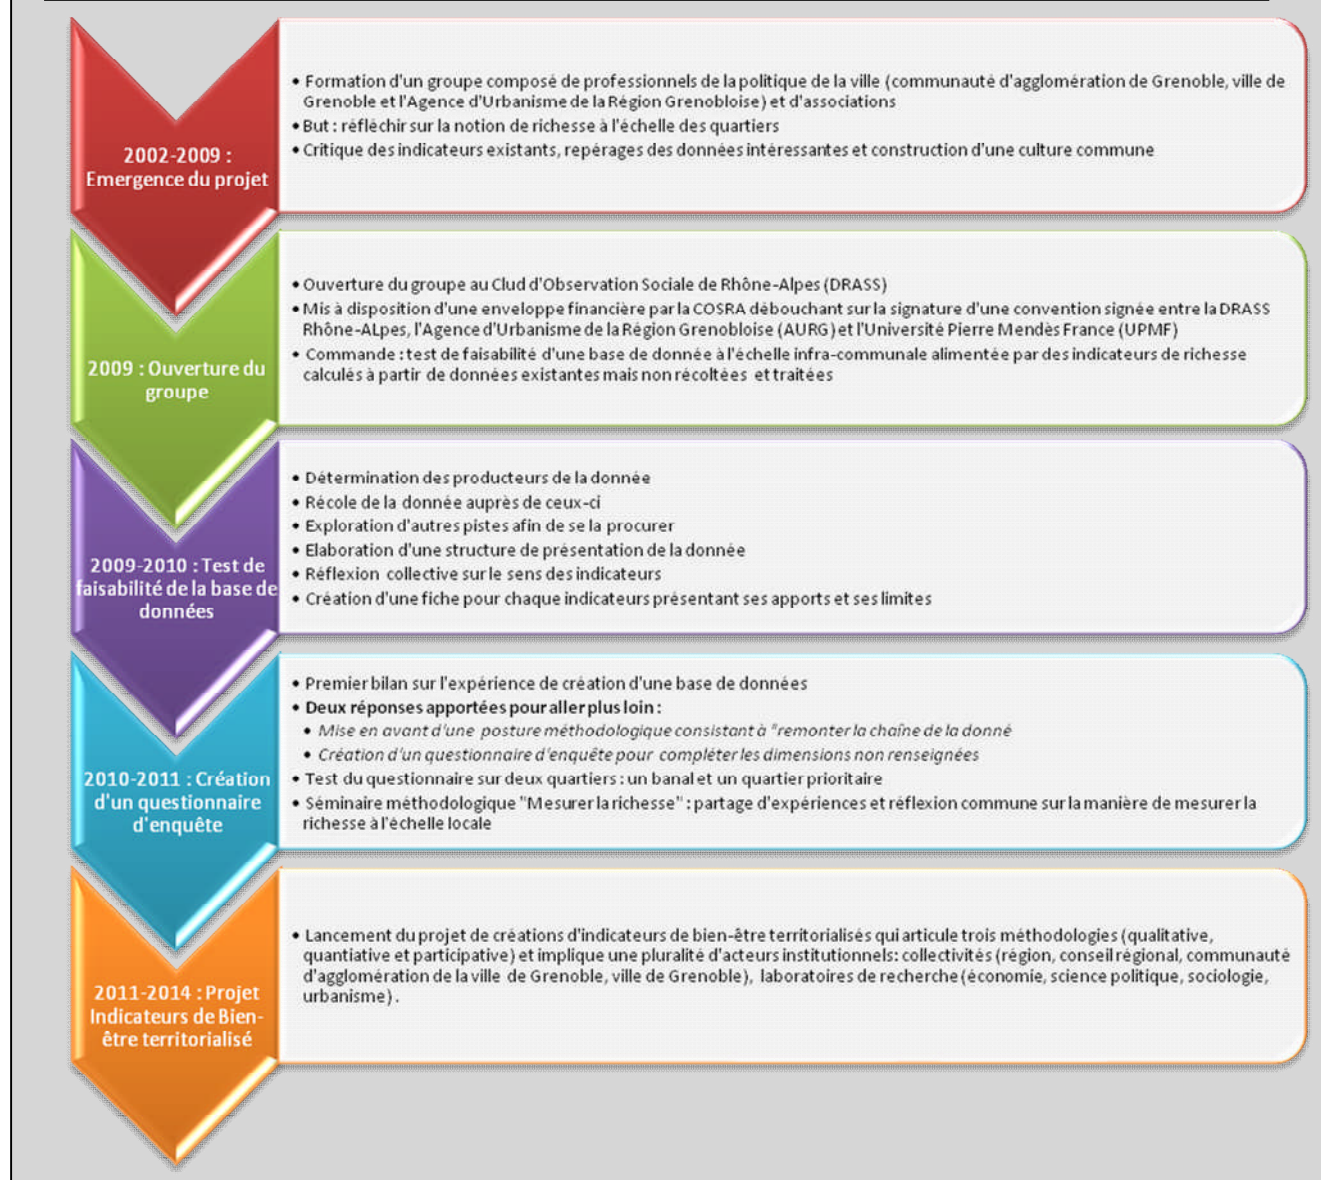 2002-2009 :
Emergence du projet
• Formation d'un groupe composé de professionnels de la politique de la ville (communauté d'agglomération de Grenoble, ville de
Grenoble et l'Agence d'Urbanisme de la Région Grenobloise) et d'associations
• But : réfléchir sur la notion de richesse à l'échelle des quartiers
• Critique des indicateurs existants, repérages des données intéressantes et construction d'une culture commune
2009 : Ouverture du
groupe
• Ouverture du groupe au Clud d'Observation Sociale de Rhône-Alpes (DRASS)
• Mis à disposition d'une enveloppe financière par la COSRA débouchant sur la signature d'une convention signée entre la DRASS
Rhône-ALpes, l'Agence d'Urbanisme de la Région Grenobloise (AURG) et l'Université Pierre Mendès France (UPMF)
• Commande : test de faisabilité d'une base de donnée à l'échelle infra-communale alimentée par des indicateurs de richesse
calculés à partir de données existantes mais non récoltées et traitées
2009-2010 : Test de
faisabilité de la base de
données
• Détermination des producteurs de la donnée
• Récole de la donnée auprès de ceux-ci
• Exploration d'autres pistes afin de se la procurer
• Elaboration d'une structure de présentation de la donnée
• Réflexion collective sur le sens des indicateurs
• Création d'une fiche pour chaque indicateurs présentant ses apports et ses limites
2010-2011 : Création
d'un questionnaire
d'enquête
• Premier bilan sur l'expérience de création d'une base de données
• Deux réponses apportées pour aller plus loin :
• Mise en avant d'une posture méthodologique consistant à "remonter la chaîne de la donné
• Création d'un questionnaire d'enquête pour compléter les dimensions non renseignées
• Test du questionnaire sur deux quartiers : un banal et un quartier prioritaire
• Séminaire méthodologique "Mesurer la richesse" : partage d'expériences et réflexion commune sur la manière de mesurer la
richesse à l'échelle locale
2011-2014 : Projet
Indicateurs de Bien-
être territorialisé
• Lancement du projet de créations d'indicateurs de bien-être territorialisés qui articule trois méthodologies (qualitative,
quantiative et participative) et implique une pluralité d'acteurs institutionnels: collectivités (région, conseil régional, communauté
d'agglomération de la ville de Grenoble, ville de Grenoble), laboratoires de recherche (économie, science politique, sociologie,
urbanisme).